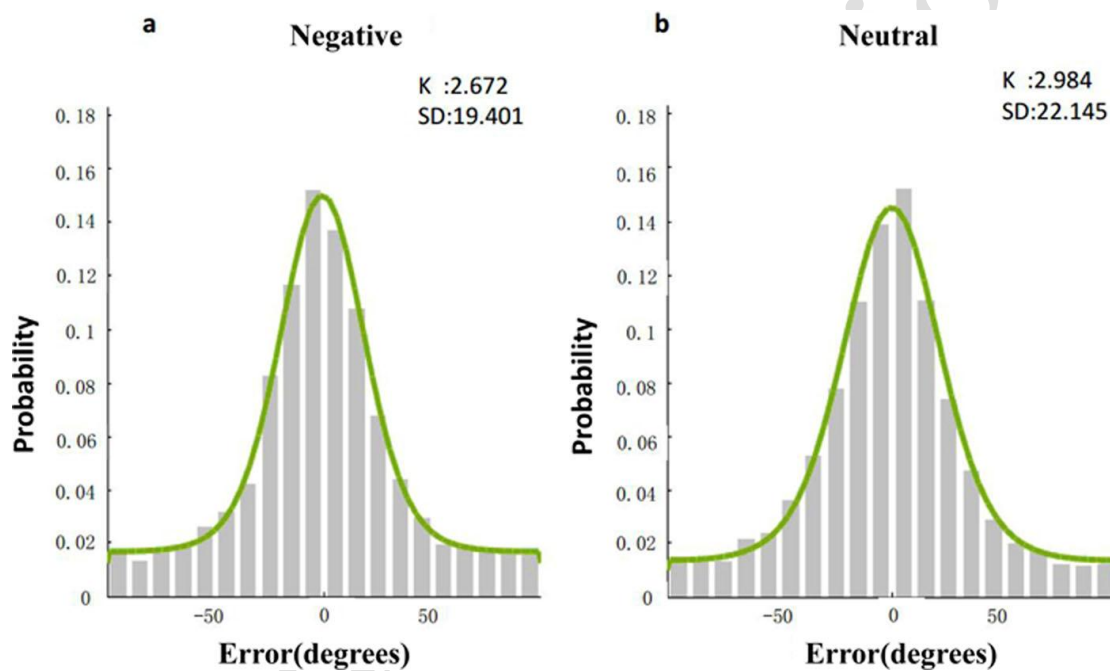 a
Negative
K :2.672
SD:19.401
0.18
0.16
0.14
0.12
0.1
0.08
0.06
0.04
0.02
0
Probability
-50
0
50
Error(degrees)
b
Neutral
K :2.984
SD:22.145
0.18
0.16
0.14
0.12
0.1
0.08
0.06
0.04
0.02
0
Probability
-50
0
50
Error(degrees)